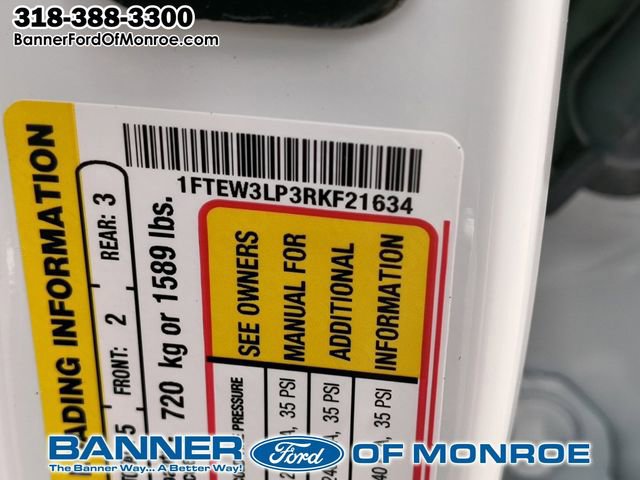 318-388-3300
BannerFordOfMonroe.com
1FTEW3LP3RKF21634
ADING INFORMATION
REAR: 3
FRONT: 2
5
720 kg or 1589 lbs.
SEE OWNERS
MANUAL FOR
ADDITIONAL
INFORMATION
PRESSURE
35 PSI
35 PSI
35 PSI
BANNER Ford OF MONROE
The Banner Way... A Better Way!